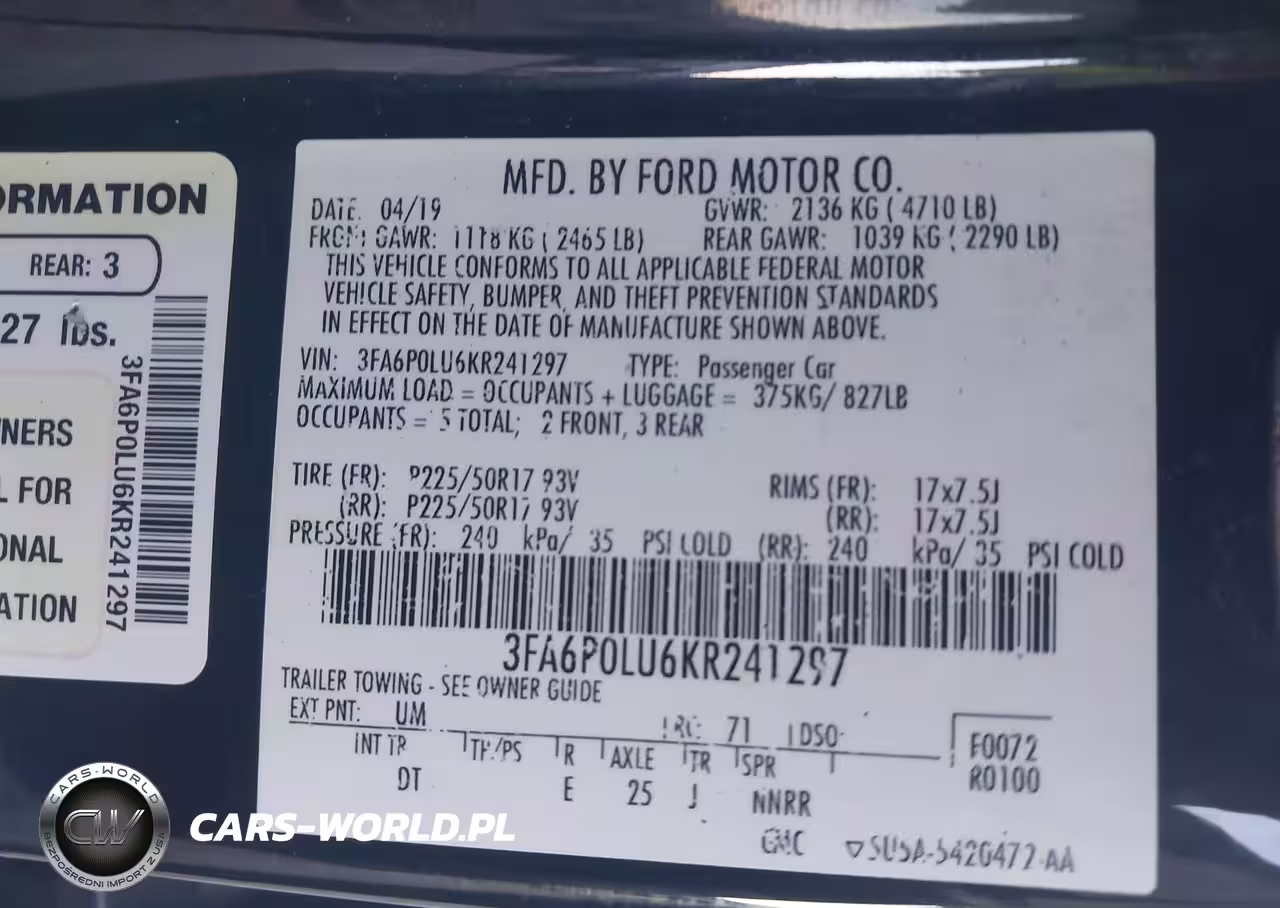 ORMATION
REAR: 3
27 lbs.
3FA6P0LU6KR241297
NERS
L FOR
ONAL
ATION
MFD. BY FORD MOTOR CO.
DATE: 04/19 GVWR: 2136 KG ( 4710 LB)
FRONT GAWR: 1118 KG ( 2465 LB) REAR GAWR: 1039 KG ( 2290 LB)
THIS VEHICLE CONFORMS TO ALL APPLICABLE FEDERAL MOTOR
VEHICLE SAFETY, BUMPER, AND THEFT PREVENTION STANDARDS
IN EFFECT ON THE DATE OF MANUFACTURE SHOWN ABOVE.
VIN: 3FA6P0LU6KR241297 TYPE: Passenger Car
MAXIMUM LOAD = OCCUPANTS + LUGGAGE = 375KG/ 827LB
OCCUPANTS = 5 TOTAL; 2 FRONT, 3 REAR
TIRE (FR): P225/50R17 93V RIMS (FR): 17x7.5J
(RR): P225/50R17 93V (RR): 17x7.5J
PRESSURE (FR): 240 kPa/ 35 PSI COLD (RR): 240 kPa/ 35 PSI COLD
3FA6P0LU6KR241297
TRAILER TOWING - SEE OWNER GUIDE
EXT PNT: UM RC: 71 DSO:
INT TR TP/PS R AXLE TR SPR
DT E 25 J NNRR
F0072
R0100
▽SU5A-5420472-AA
CARS-WORLD
CW
BEZPOŚREDNI IMPORT Z USA
CARS-WORLD.PL